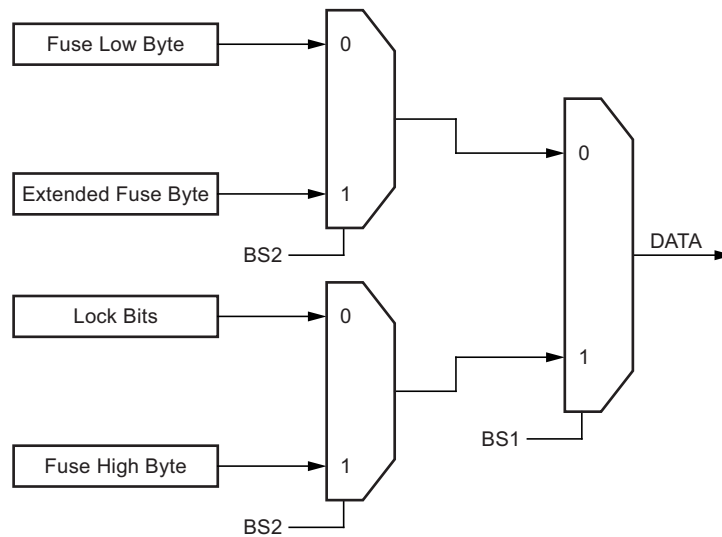 Fuse Low Byte
0
Extended Fuse Byte
1
BS2
0
DATA
Lock Bits
0
1
Fuse High Byte
1
BS1
BS2